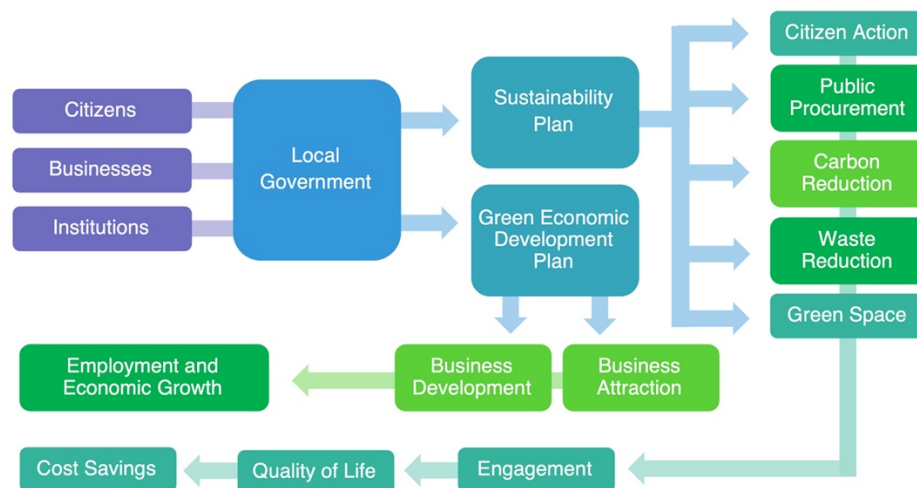 Citizens
Businesses
Institutions
Local
Government
Sustainability
Plan
Green Economic
Development
Plan
Citizen Action
Public
Procurement
Carbon
Reduction
Waste
Reduction
Green Space
Employment and
Economic Growth
Business
Development
Business
Attraction
Cost Savings
Quality of Life
Engagement